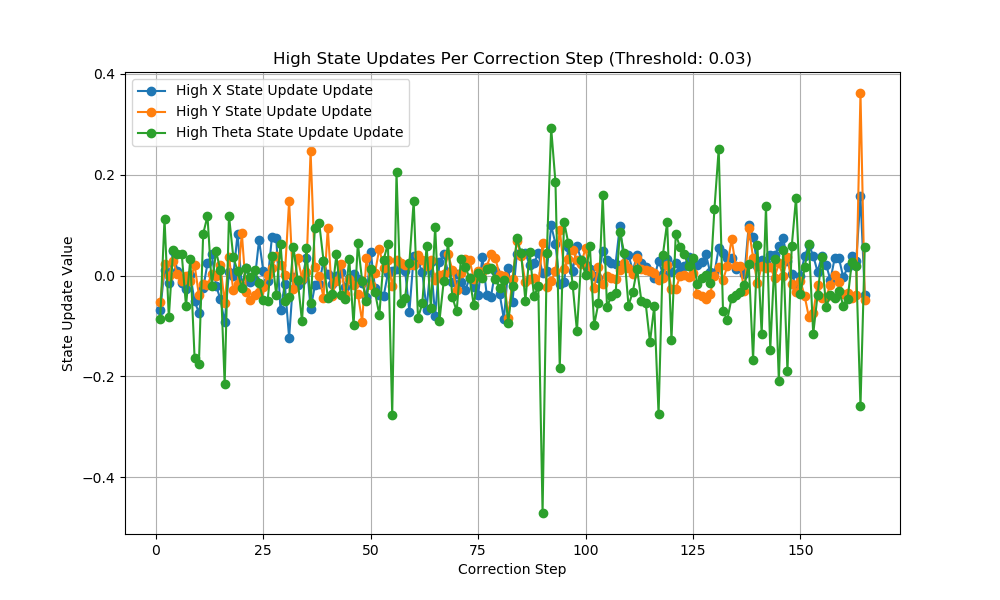 High State Updates Per Correction Step (Threshold: 0.03)
High X State Update Update
High Y State Update Update
High Theta State Update Update
0.4
0.2
0.0
−0.2
−0.4
State Update Value
0 25 50 75 100 125 150
Correction Step